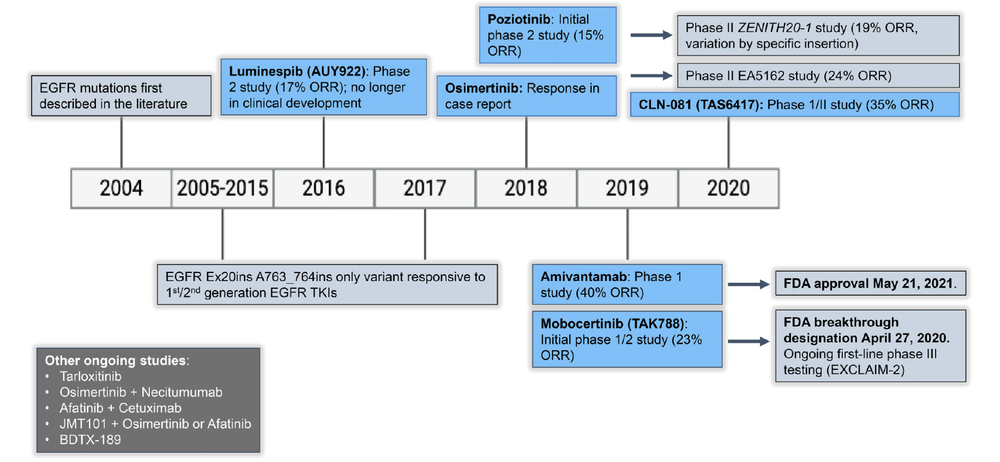 Poziotinib: Initial
phase 2 study (15%
ORR)
Phase II ZENITH20-1 study (19% ORR,
variation by specific insertion)
EGFR mutations first
described in the literature
Luminespib (AUY922): Phase
2 study (17% ORR); no longer
in clinical development
Osimertinib: Response in
case report
Phase II EA5162 study (24% ORR)
CLN-081 (TAS6417): Phase 1/II study (35% ORR)
2004
2005-2015
2016
2017
2018
2019
2020
EGFR Ex20ins A763_764ins only variant responsive to
1st/2nd generation EGFR TKIs
Amivantamab: Phase 1
study (40% ORR)
FDA approval May 21, 2021.
Mobocertinib (TAK788):
Initial phase 1/2 study (23%
ORR)
FDA breakthrough
designation April 27, 2020.
Ongoing first-line phase III
testing (EXCLAIM-2)
Other ongoing studies:
• Tarloxitinib
• Osimertinib + Necitumumab
• Afatinib + Cetuximab
• JMT101 + Osimertinib or Afatinib
• BDTX-189